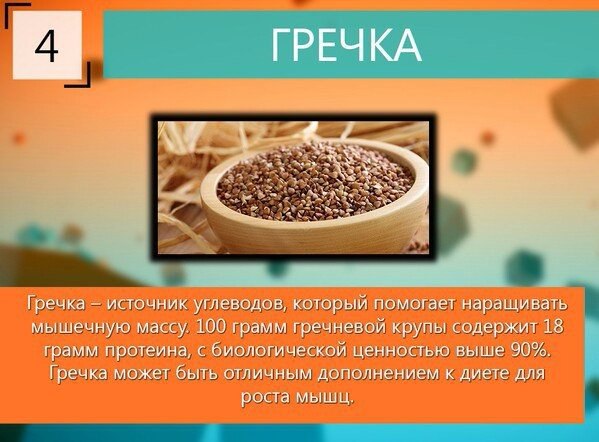 4
ГРЕЧКА
Гречка – источник углеводов, который помогает наращивать
мышечную массу. 100 грамм гречневой крупы содержит 18
грамм протеина, с биологической ценностью выше 90%.
Гречка может быть отличным дополнением к диете для
роста мышц.